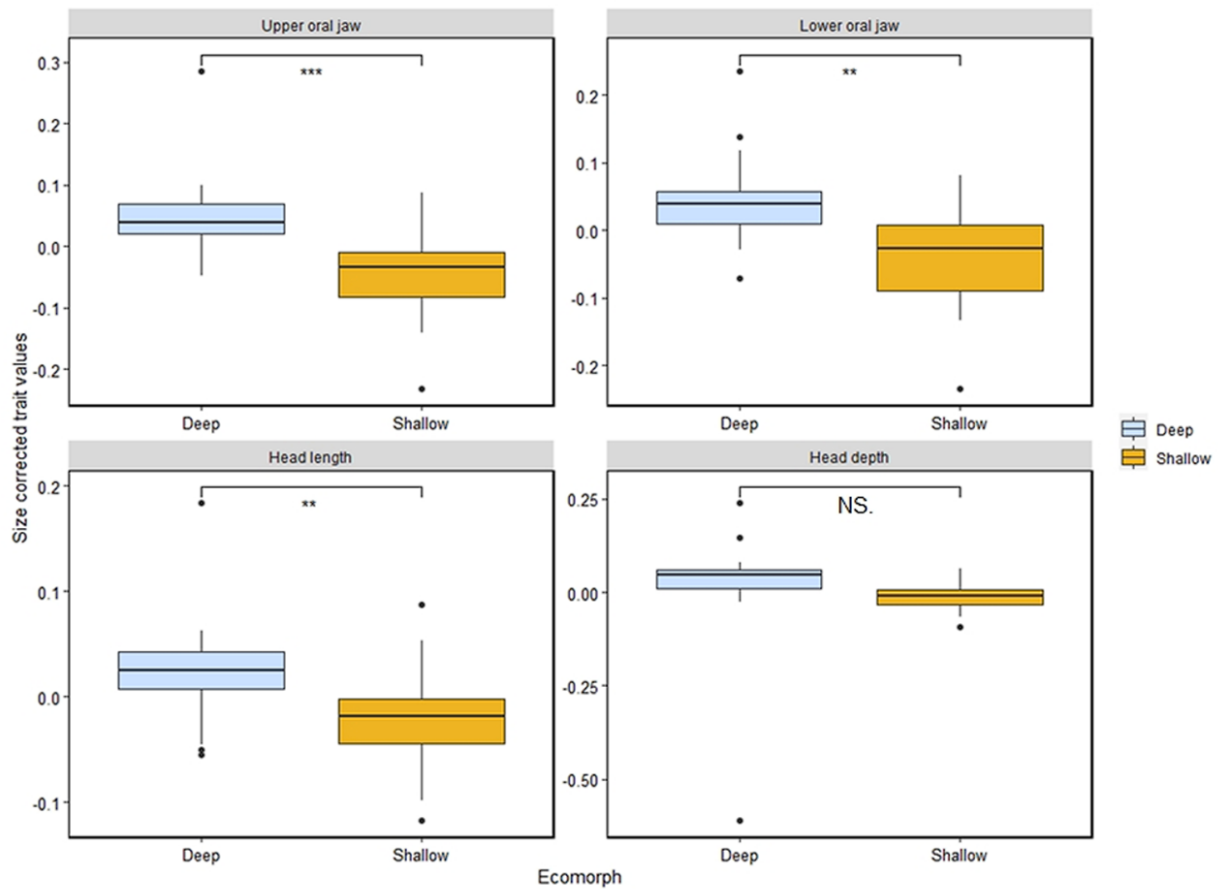 Upper oral jaw
Lower oral jaw
0.3
0.2
0.1
0.0
-0.1
-0.2
***
Deep
Shallow
0.2
0.1
0.0
-0.1
-0.2
**
Deep
Shallow
Size corrected trait values
Head length
Head depth
0.2
0.1
0.0
-0.1
**
Deep
Shallow
0.25
0.00
-0.25
-0.50
NS.
Deep
Shallow
Ecomorph
Deep
Shallow